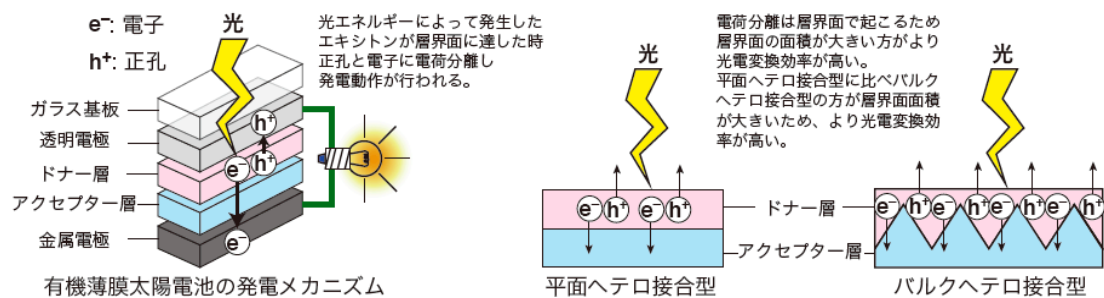 e⁻: 電子
h⁺: 正孔
光
光エネルギーによって発生した
エキシトンが層界面に達した時
正孔と電子に電荷分離し
発電動作が行われる。
ガラス基板
透明電極
ドナー層
アクセプター層
金属電極
h⁺
e⁻
h⁺
e⁻
有機薄膜太陽電池の発電メカニズム
電荷分離は層界面で起こるため
層界面の面積が大きい方がより
光電変換効率が高い。
平面ヘテロ接合型に比べバルク
ヘテロ接合型の方が層界面面積
が大きいため、より光電変換効
率が高い。
光
e⁻ h⁺ e⁻ h⁺
ドナー層
アクセプター層
平面ヘテロ接合型
光
e⁻ h⁺ e⁻ h⁺ e⁻ h⁺ e⁻ h⁺
バルクヘテロ接合型